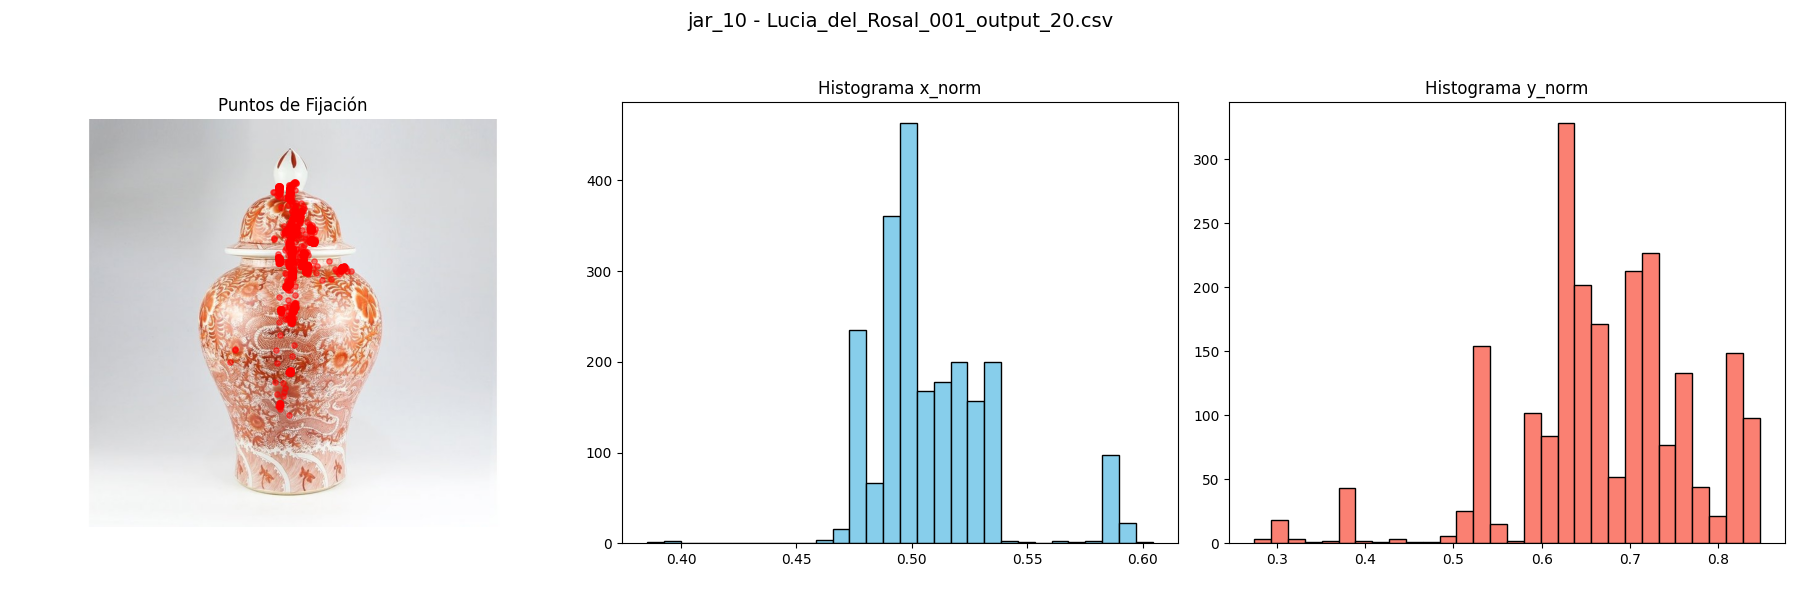 jar_10 - Lucia_del_Rosal_001_output_20.csv
Puntos de Fijación
Histograma x_norm
400
300
200
100
0
0.40 0.45 0.50 0.55 0.60
Histograma y_norm
300
250
200
150
100
50
0
0.3 0.4 0.5 0.6 0.7 0.8